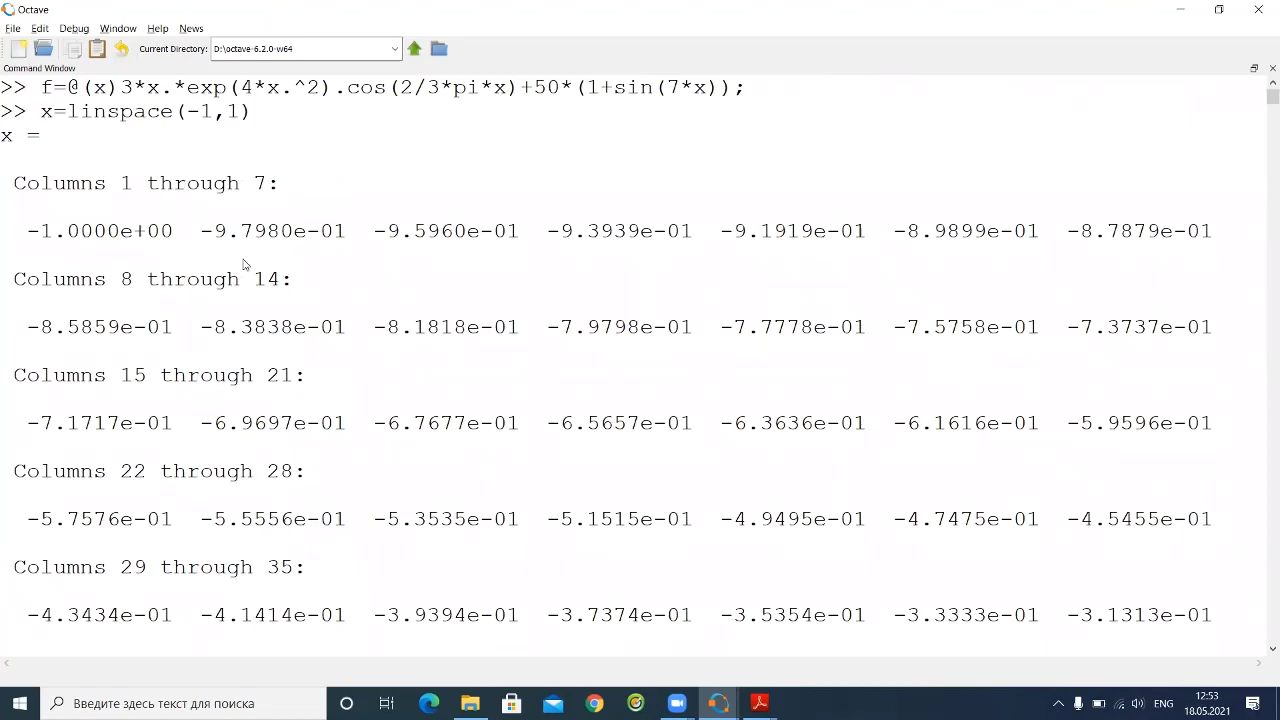 Octave
File Edit Debug Window Help News
Current Directory: D:\octave-6.2.0-w64
Command Window
>> f=@(x)3*x.*exp(4*x.^2).cos(2/3*pi*x)+50*(1+sin(7*x));
>> x=linspace(-1,1)
x =
Columns 1 through 7:
-1.0000e+00 -9.7980e-01 -9.5960e-01 -9.3939e-01 -9.1919e-01 -8.9899e-01 -8.7879e-01
Columns 8 through 14:
-8.5859e-01 -8.3838e-01 -8.1818e-01 -7.9798e-01 -7.7778e-01 -7.5758e-01 -7.3737e-01
Columns 15 through 21:
-7.1717e-01 -6.9697e-01 -6.7677e-01 -6.5657e-01 -6.3636e-01 -6.1616e-01 -5.9596e-01
Columns 22 through 28:
-5.7576e-01 -5.5556e-01 -5.3535e-01 -5.1515e-01 -4.9495e-01 -4.7475e-01 -4.5455e-01
Columns 29 through 35:
-4.3434e-01 -4.1414e-01 -3.9394e-01 -3.7374e-01 -3.5354e-01 -3.3333e-01 -3.1313e-01
Введите здесь текст для поиска
ENG
12:53
18.05.2021